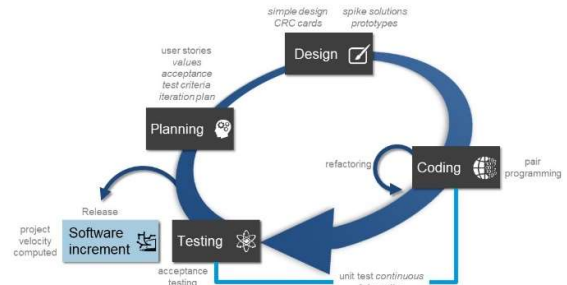 simple design
CRC cards
spike solutions
prototypes
Design
user stories
values
acceptance
test criteria
iteration plan
Planning
refactoring
Coding
pair
programming
Release
project
velocity
computed
Software
increment
Testing
acceptance
testing
unit test continuous